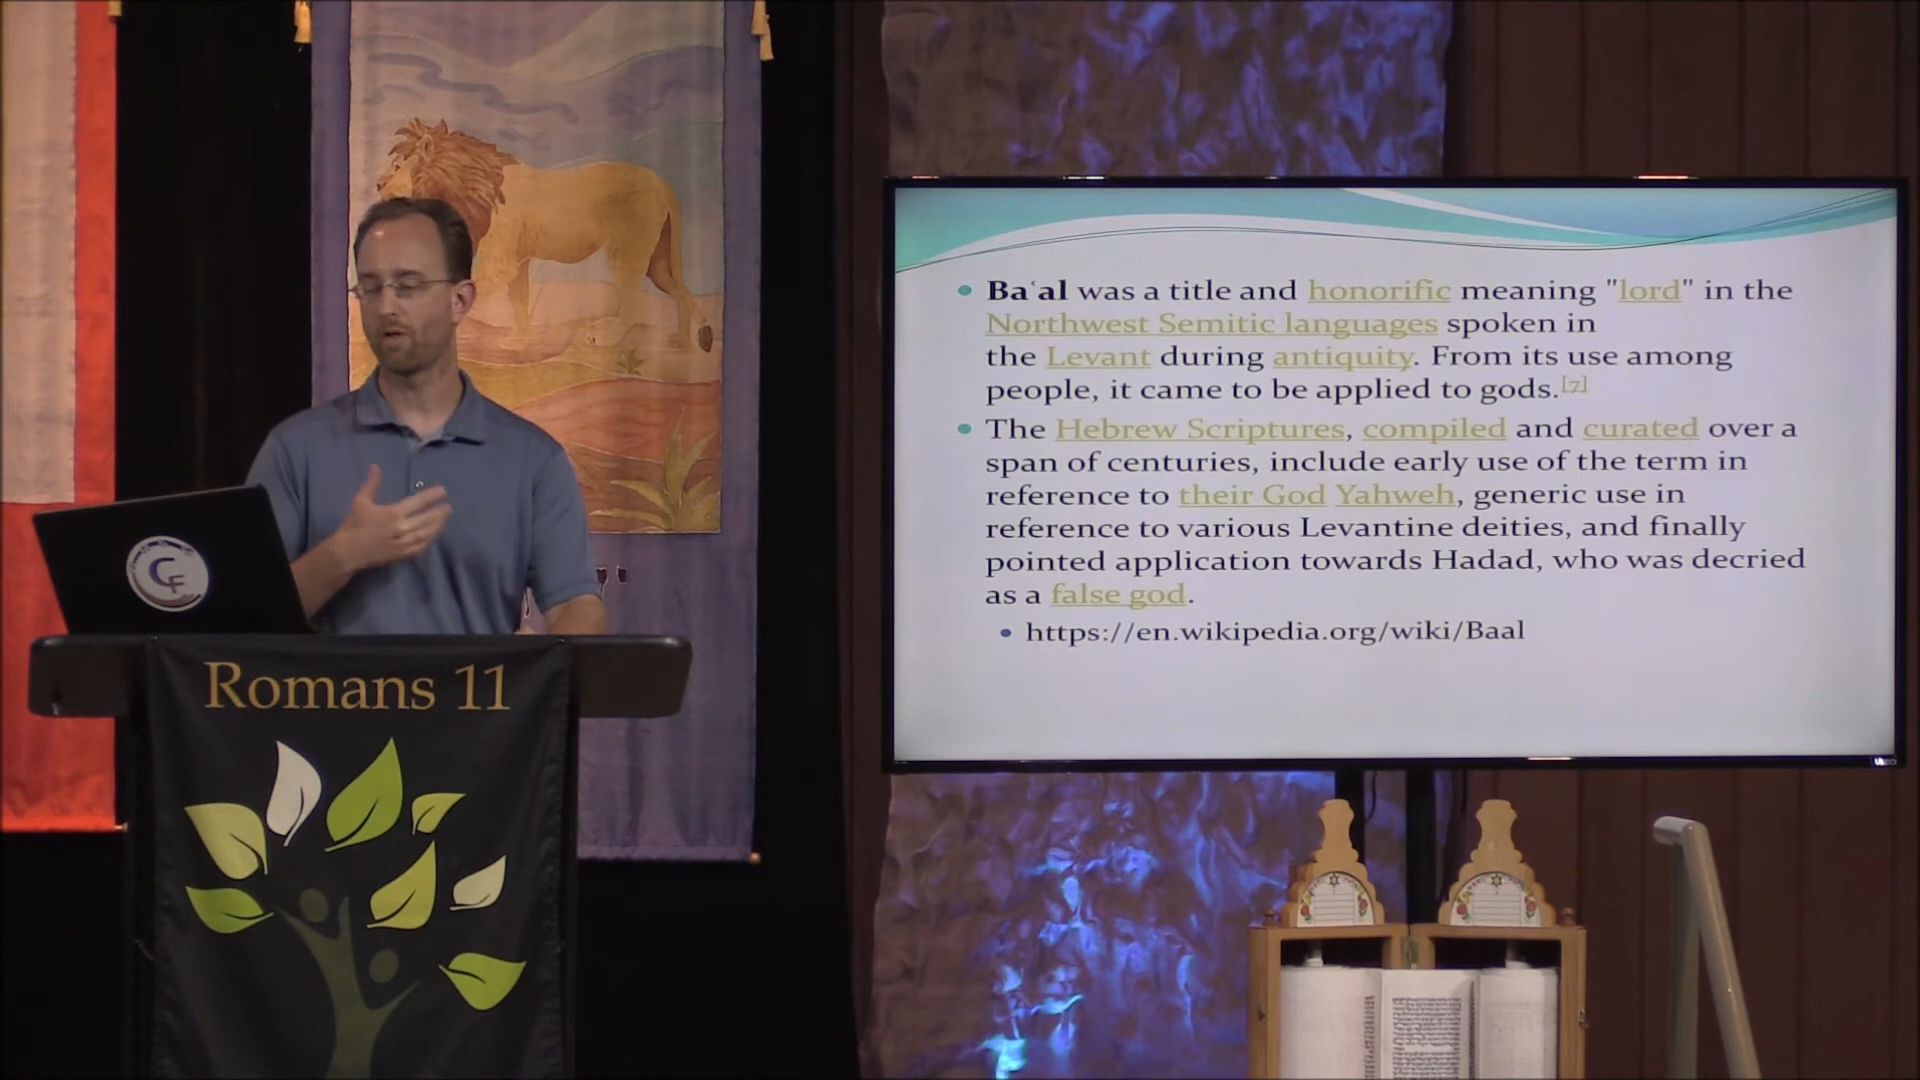 Baʿal was a title and honorific meaning "lord" in the
Northwest Semitic languages spoken in
the Levant during antiquity. From its use among
people, it came to be applied to gods.[7]
The Hebrew Scriptures, compiled and curated over a
span of centuries, include early use of the term in
reference to their God Yahweh, generic use in
reference to various Levantine deities, and finally
pointed application towards Hadad, who was decried
as a false god.
https://en.wikipedia.org/wiki/Baal
CF
Romans 11